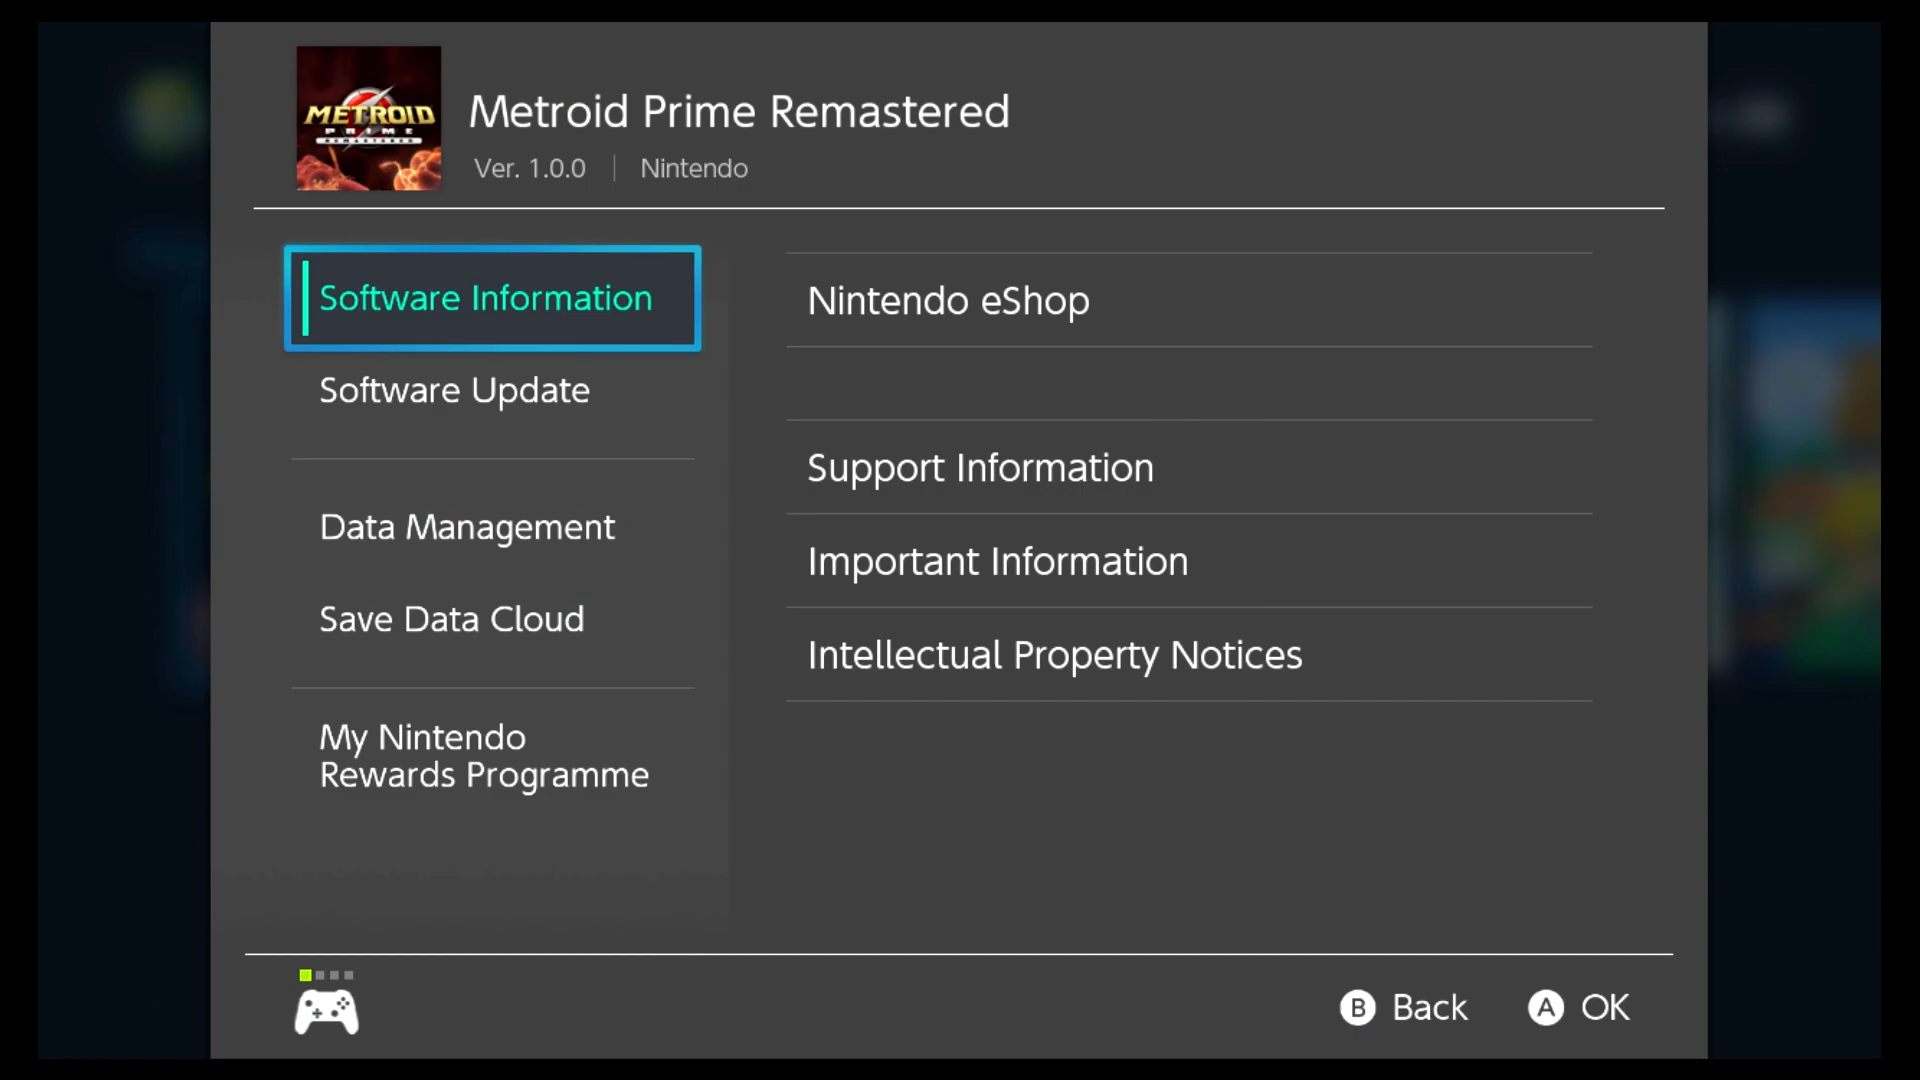 METROID
PRIME
REMASTERED
Metroid Prime Remastered
Ver. 1.0.0
Nintendo
Software Information
Software Update
Data Management
Save Data Cloud
My Nintendo
Rewards Programme
Nintendo eShop
Support Information
Important Information
Intellectual Property Notices
B Back
A OK